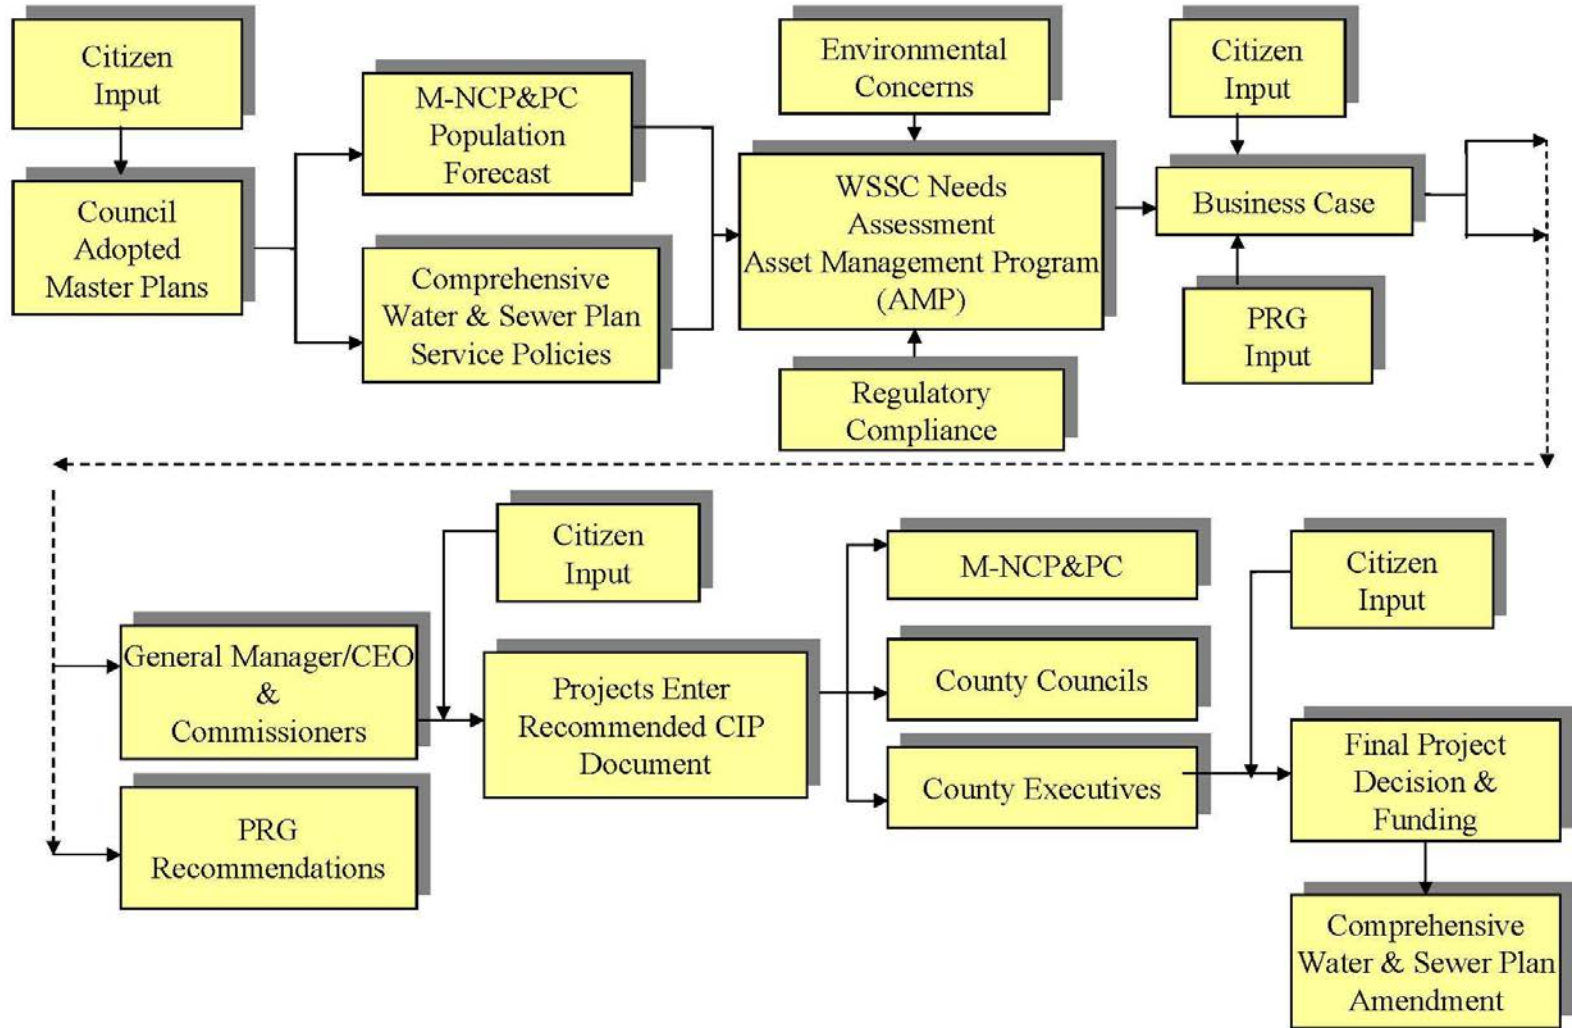 Citizen
Input
Council
Adopted
Master Plans
M-NCP&PC
Population
Forecast
Comprehensive
Water & Sewer Plan
Service Policies
Environmental
Concerns
WSSC Needs
Assessment
Asset Management Program
(AMP)
Regulatory
Compliance
Citizen
Input
Business Case
PRG
Input
General Manager/CEO
&
Commissioners
PRG
Recommendations
Citizen
Input
Projects Enter
Recommended CIP
Document
M-NCP&PC
County Councils
County Executives
Citizen
Input
Final Project
Decision &
Funding
Comprehensive
Water & Sewer Plan
Amendment